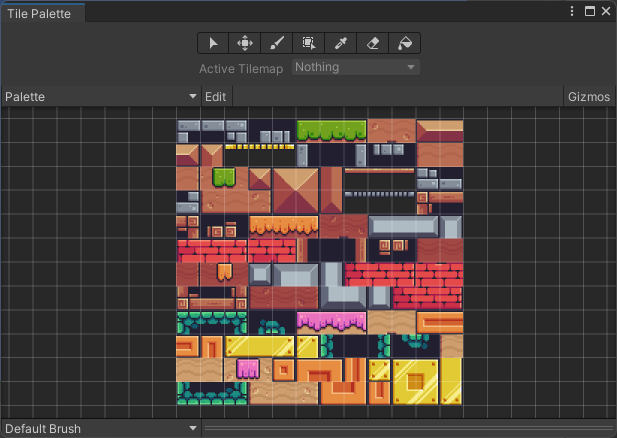 Tile Palette
Active Tilemap Nothing
Palette Edit Gizmos
Default Brush